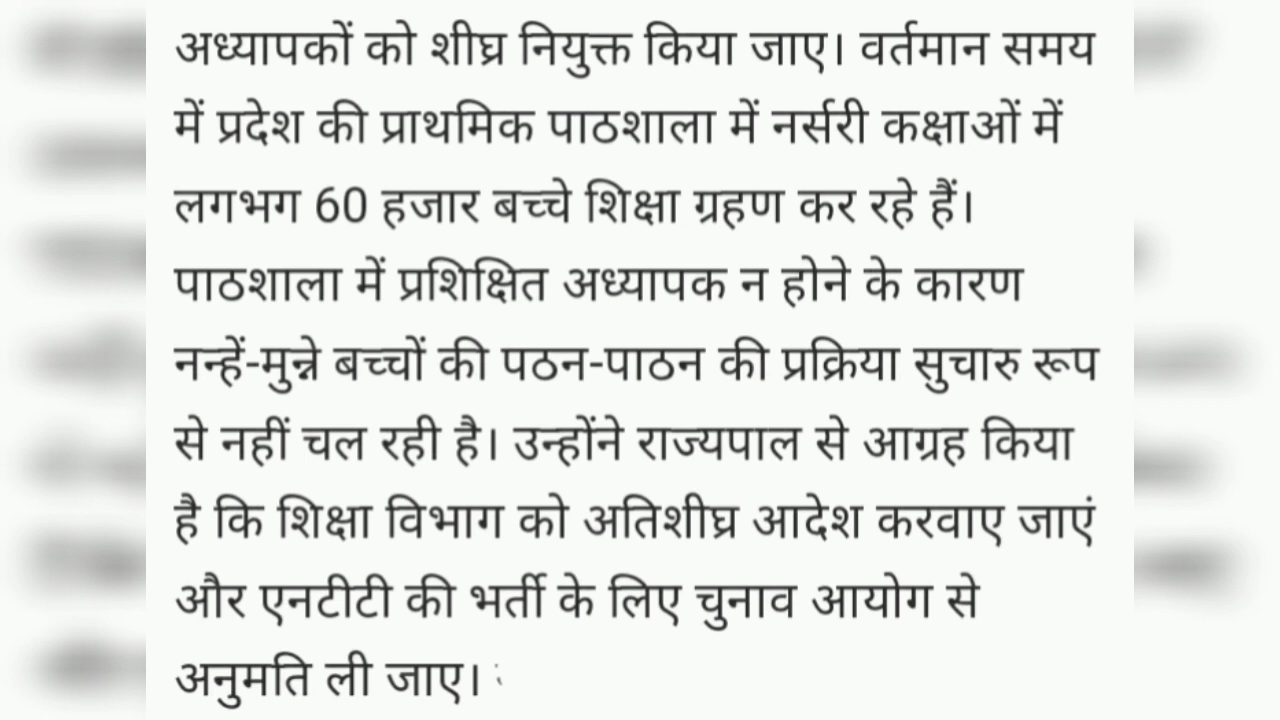 अध्यापकों को शीघ्र नियुक्त किया जाए। वर्तमान समय
में प्रदेश की प्राथमिक पाठशाला में नर्सरी कक्षाओं में
लगभग 60 हजार बच्चे शिक्षा ग्रहण कर रहे हैं।
पाठशाला में प्रशिक्षित अध्यापक न होने के कारण
नन्हें-मुन्ने बच्चों की पठन-पाठन की प्रक्रिया सुचारु रूप
से नहीं चल रही है। उन्होंने राज्यपाल से आग्रह किया
है कि शिक्षा विभाग को अतिशीघ्र आदेश करवाए जाएं
और एनटीटी की भर्ती के लिए चुनाव आयोग से
अनुमति ली जाए।